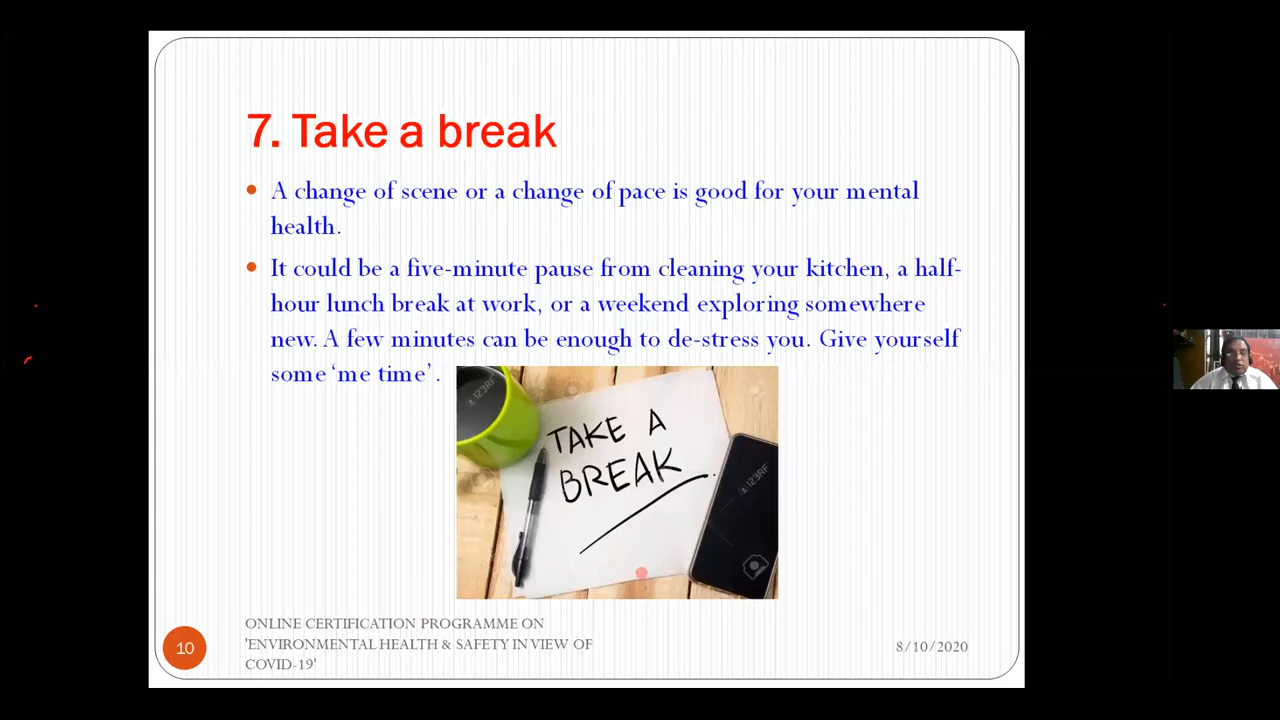 7. Take a break
A change of scene or a change of pace is good for your mental
health.
It could be a five-minute pause from cleaning your kitchen, a half-
hour lunch break at work, or a weekend exploring somewhere
new. A few minutes can be enough to de-stress you. Give yourself
some ‘me time’.
123RF
TAKE A
BREAK
123RF
ONLINE CERTIFICATION PROGRAMME ON
'ENVIRONMENTAL HEALTH & SAFETY IN VIEW OF
COVID-19'
10
8/10/2020